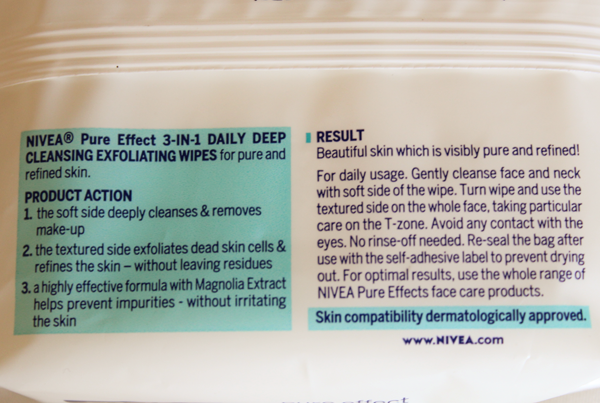 NIVEA® Pure Effect 3-IN-1 DAILY DEEP
CLEANSING EXFOLIATING WIPES for pure and
refined skin.
PRODUCT ACTION
1. the soft side deeply cleanses & removes
make-up
2. the textured side exfoliates dead skin cells &
refines the skin – without leaving residues
3. a highly effective formula with Magnolia Extract
helps prevent impurities - without irritating
the skin
RESULT
Beautiful skin which is visibly pure and refined!
For daily usage. Gently cleanse face and neck
with soft side of the wipe. Turn wipe and use the
textured side on the whole face, taking particular
care on the T-zone. Avoid any contact with the
eyes. No rinse-off needed. Re-seal the bag after
use with the self-adhesive label to prevent drying
out. For optimal results, use the whole range of
NIVEA Pure Effects face care products.
Skin compatibility dermatologically approved.
www.NIVEA.com